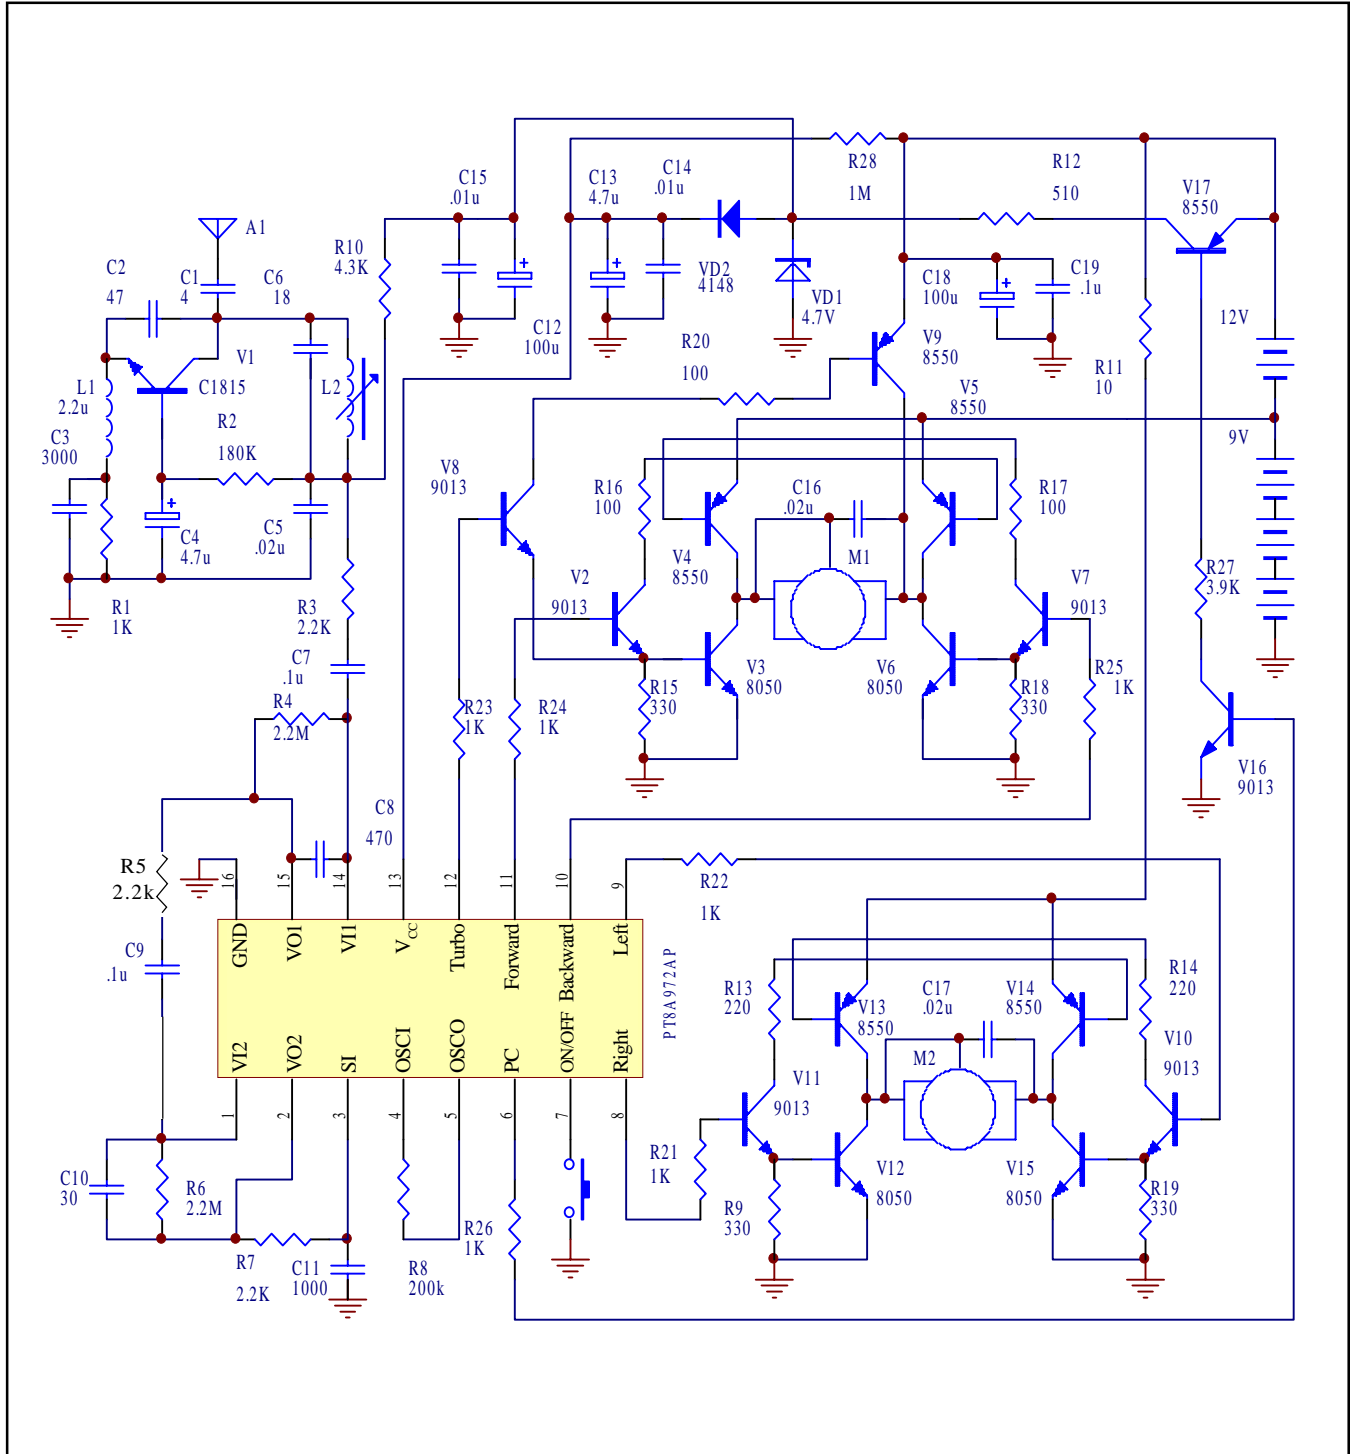 C15
.01u
C13
4.7u
C14
.01u
R28
1M
R12
510
V17
8550
A1
R10
4.3K
C2
47
C1
4
C6
18
VD2
4148
VD1
4.7V
C18
100u
C19
.1u
12V
C12
100u
R20
100
V9
8550
R11
10
V1
C1815
L1
2.2u
L2
V5
8550
R2
180K
C3
3000
9V
V8
9013
R16
100
C16
.02u
R17
100
C4
4.7u
C5
.02u
V4
8550
M1
V2
9013
V7
9013
R27
3.9K
R1
1K
R3
2.2K
C7
.1u
V3
8050
V6
8050
R25
1K
R15
330
R18
330
R4
2.2M
R23
1K
R24
1K
V16
9013
C8
470
R5
2.2k
16
15
14
13
12
11
10
9
R22
1K
GND
VO1
VI1
VCC
Turbo
Forward
Backward
Left
C9
.1u
PT8A972AP
R13
220
V13
8550
C17
.02u
V14
8550
R14
220
VI2
VO2
SI
OSCI
OSCO
PC
ON/OFF
Right
M2
V10
9013
V11
9013
1
2
3
4
5
6
7
8
R21
1K
V12
8050
V15
8050
C10
30
R6
2.2M
R9
330
R19
330
R26
1K
R7
2.2K
C11
1000
R8
200k